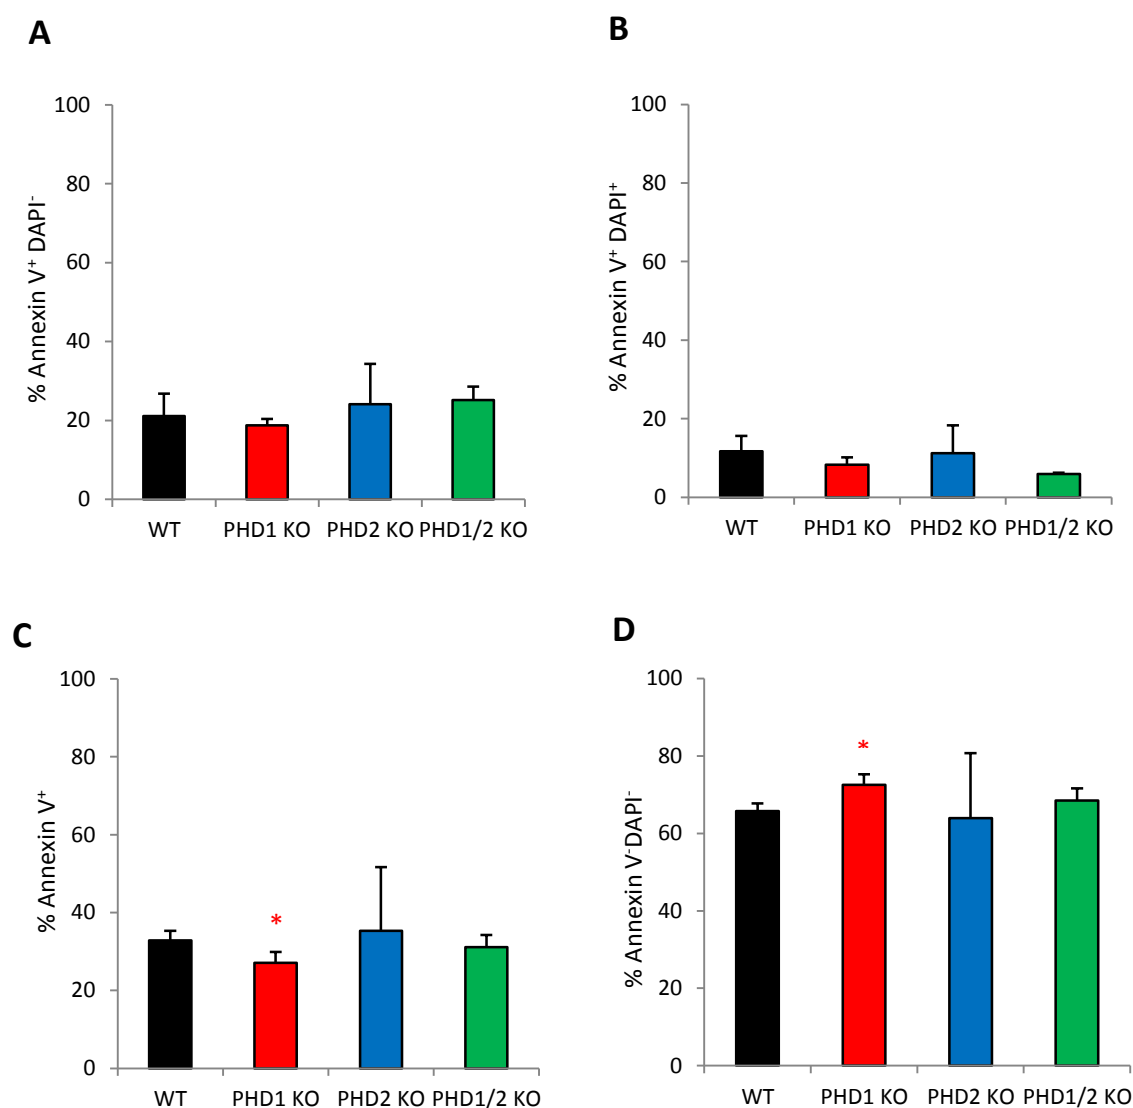 A
% Annexin V⁺ DAPI⁻
100
80
60
40
20
0
WT PHD1 KO PHD2 KO PHD1/2 KO
B
% Annexin V⁺ DAPI⁺
100
80
60
40
20
0
WT PHD1 KO PHD2 KO PHD1/2 KO
C
% Annexin V⁺
100
80
60
40
20
0
*
WT PHD1 KO PHD2 KO PHD1/2 KO
D
% Annexin V⁻DAPI⁻
100
80
60
40
20
0
*
WT PHD1 KO PHD2 KO PHD1/2 KO